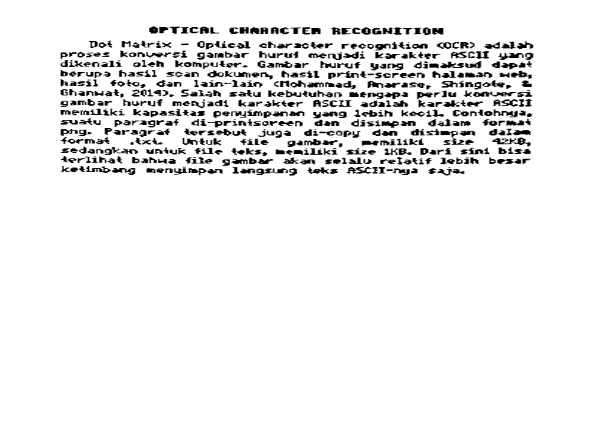 OPTICAL CHARACTER RECOGNITION
Dot Matrix - Optical character recognition (OCR) adalah
proses konversi gambar huruf menjadi karakter ASCII yang
dikenali oleh komputer. Gambar huruf yang dimaksud dapat
berupa hasil scan dokumen, hasil print-screen halaman web,
hasil foto, dan lain-lain (Mohammad, Anarase, Shingote, &
Ghanwat, 2014). Salah satu kebutuhan mengapa perlu konversi
gambar huruf menjadi karakter ASCII adalah karakter ASCII
memiliki kapasitas penyimpanan yang lebih kecil. Contohnya,
suatu paragraf di-printscreen dan disimpan dalam format
png. Paragraf tersebut juga di-copy dan disimpan dalam
format .txt. Untuk file gambar, memiliki size 42KB,
sedangkan untuk file teks, memiliki size 1KB. Dari sini bisa
terlihat bahwa file gambar akan selalu relatif lebih besar
ketimbang menyimpan langsung teks ASCII-nya saja.